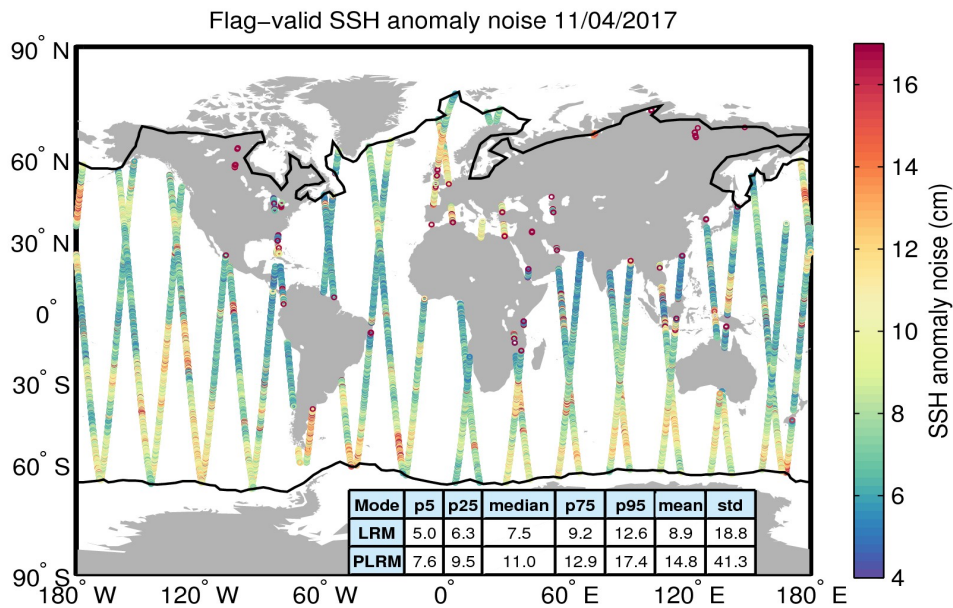 Flag−valid SSH anomaly noise 11/04/2017
90° N
60° N
30° N
0°
30° S
60° S
90° S
180° W
120° W
60° W
0°
60° E
120° E
180° E
Mode p5 p25 median p75 p95 mean std
LRM 5.0 6.3 7.5 9.2 12.6 8.9 18.8
PLRM 7.6 9.5 11.0 12.9 17.4 14.8 41.3
16
14
12
10
8
6
4
SSH anomaly noise (cm)